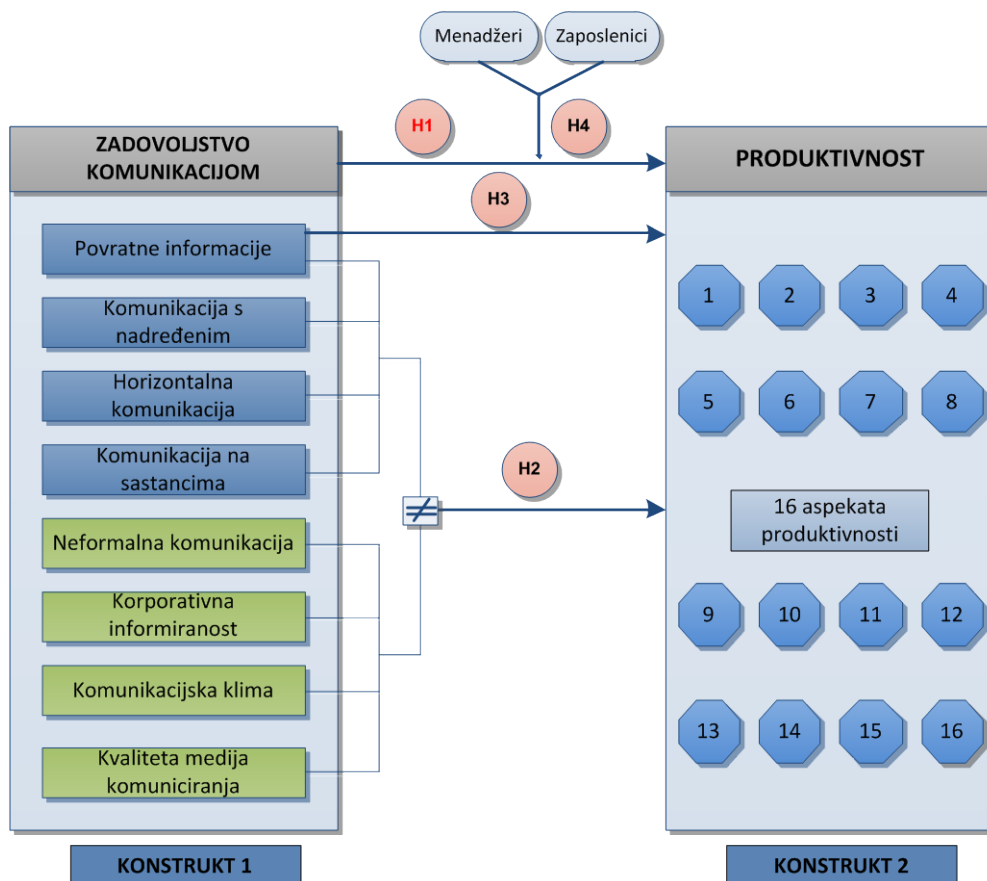 Menadžeri
Zaposlenici
H1
H4
ZADOVOLJSTVO
KOMUNIKACIJOM
PRODUKTIVNOST
H3
Povratne informacije
Komunikacija s
nadređenim
Horizontalna
komunikacija
Komunikacija na
sastancima
Neformalna komunikacija
Korporativna
informiranost
Komunikacijska klima
Kvaliteta medija
komuniciranja
≠
H2
1
2
3
4
5
6
7
8
16 aspekata
produktivnosti
9
10
11
12
13
14
15
16
KONSTRUKT 1
KONSTRUKT 2